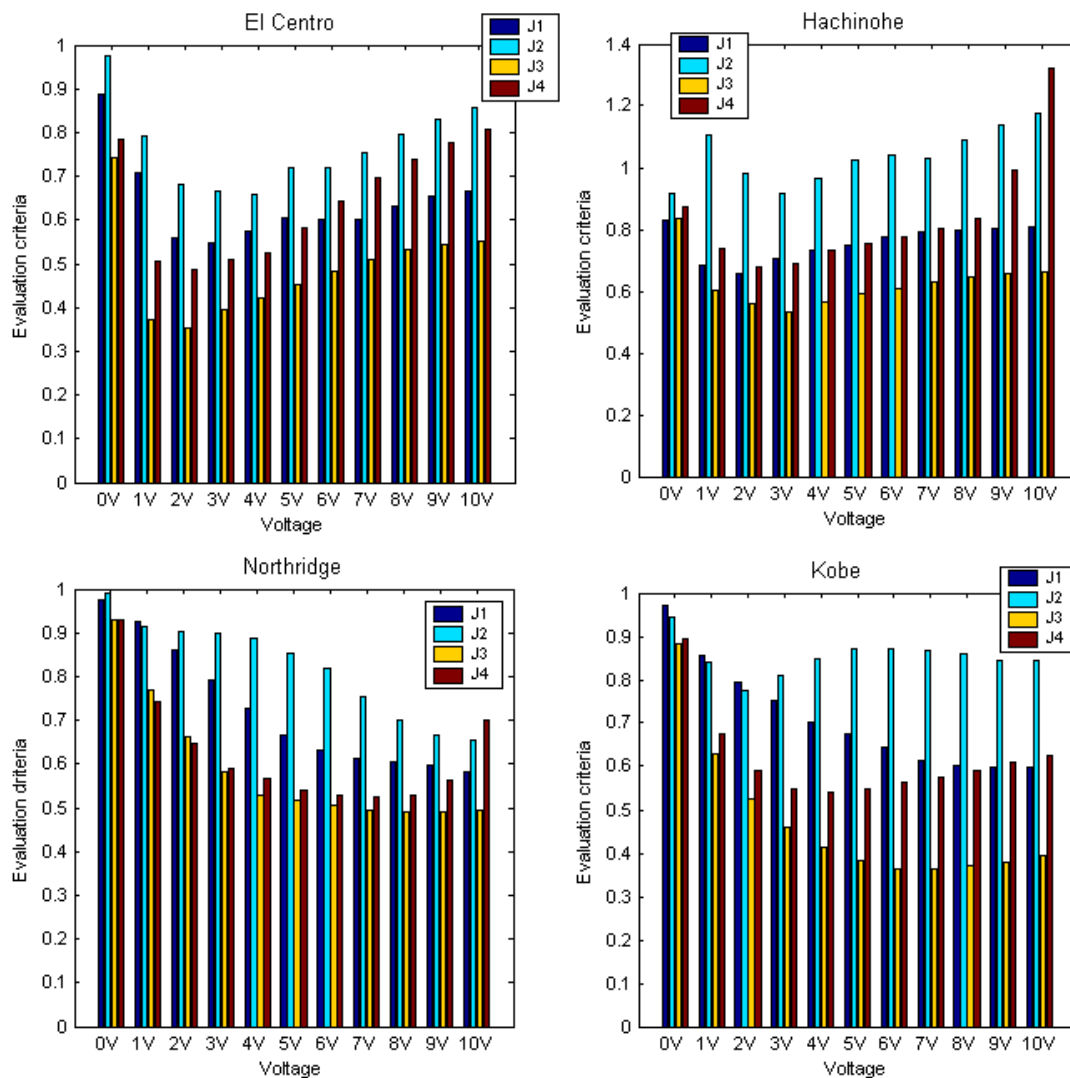 El Centro
J1
J2
J3
J4
Evaluation criteria
1
0.9
0.8
0.7
0.6
0.5
0.4
0.3
0.2
0.1
0
0V 1V 2V 3V 4V 5V 6V 7V 8V 9V 10V
Voltage
Hachinohe
J1
J2
J3
J4
Evaluation criteria
1.4
1.2
1
0.8
0.6
0.4
0.2
0
0V 1V 2V 3V 4V 5V 6V 7V 8V 9V 10V
Voltage
Northridge
J1
J2
J3
J4
Evaluation driteria
1
0.9
0.8
0.7
0.6
0.5
0.4
0.3
0.2
0.1
0
0V 1V 2V 3V 4V 5V 6V 7V 8V 9V 10V
Voltage
Kobe
J1
J2
J3
J4
Evaluation criteria
1
0.9
0.8
0.7
0.6
0.5
0.4
0.3
0.2
0.1
0
0V 1V 2V 3V 4V 5V 6V 7V 8V 9V 10V
Voltage